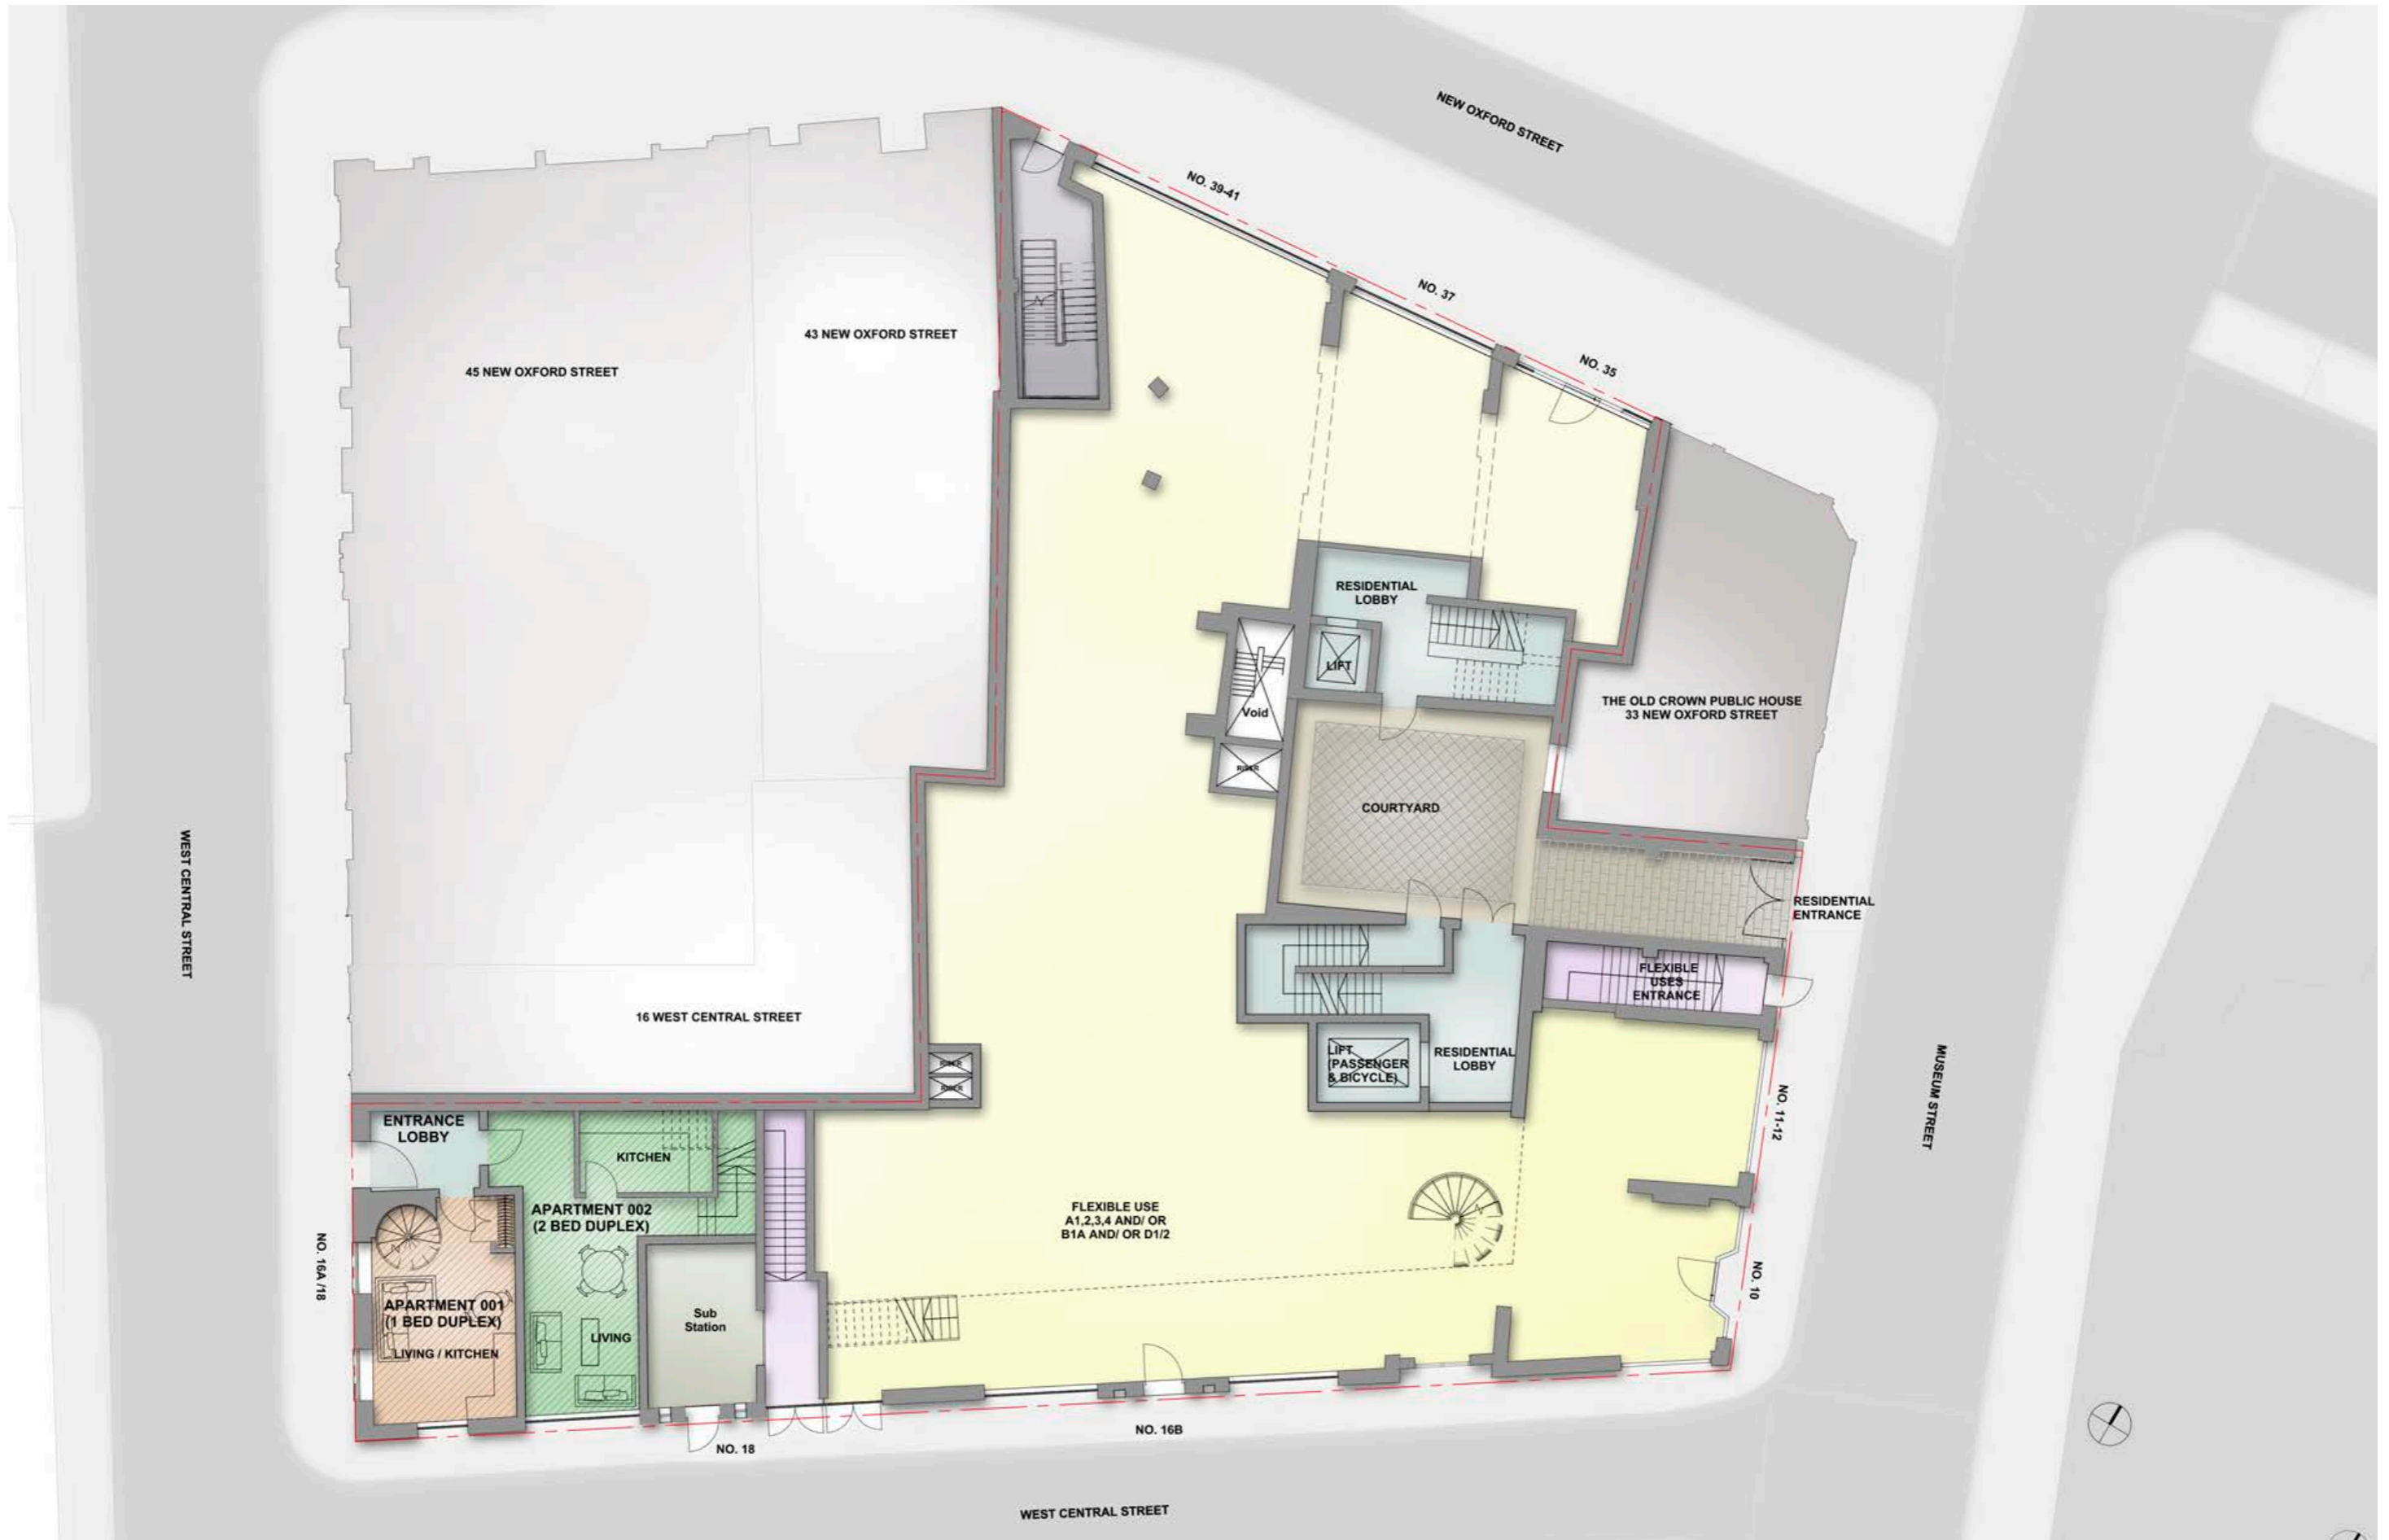 NEW OXFORD STREET
NO. 39-41
NO. 37
NO. 35
43 NEW OXFORD STREET
45 NEW OXFORD STREET
RESIDENTIAL
LOBBY
LIFT
Void
RISER
THE OLD CROWN PUBLIC HOUSE
33 NEW OXFORD STREET
COURTYARD
WEST CENTRAL STREET
RESIDENTIAL
ENTRANCE
FLEXIBLE
USES
ENTRANCE
16 WEST CENTRAL STREET
RISER
RISER
LIFT
(PASSENGER
& BICYCLE)
RESIDENTIAL
LOBBY
MUSEUM STREET
NO. 11-12
ENTRANCE
LOBBY
KITCHEN
APARTMENT 002
(2 BED DUPLEX)
FLEXIBLE USE
A1,2,3,4 AND/ OR
B1A AND/ OR D1/2
NO. 16A /18
NO. 10
APARTMENT 001
(1 BED DUPLEX)
LIVING / KITCHEN
LIVING
Sub
Station
NO. 18
NO. 16B
WEST CENTRAL STREET